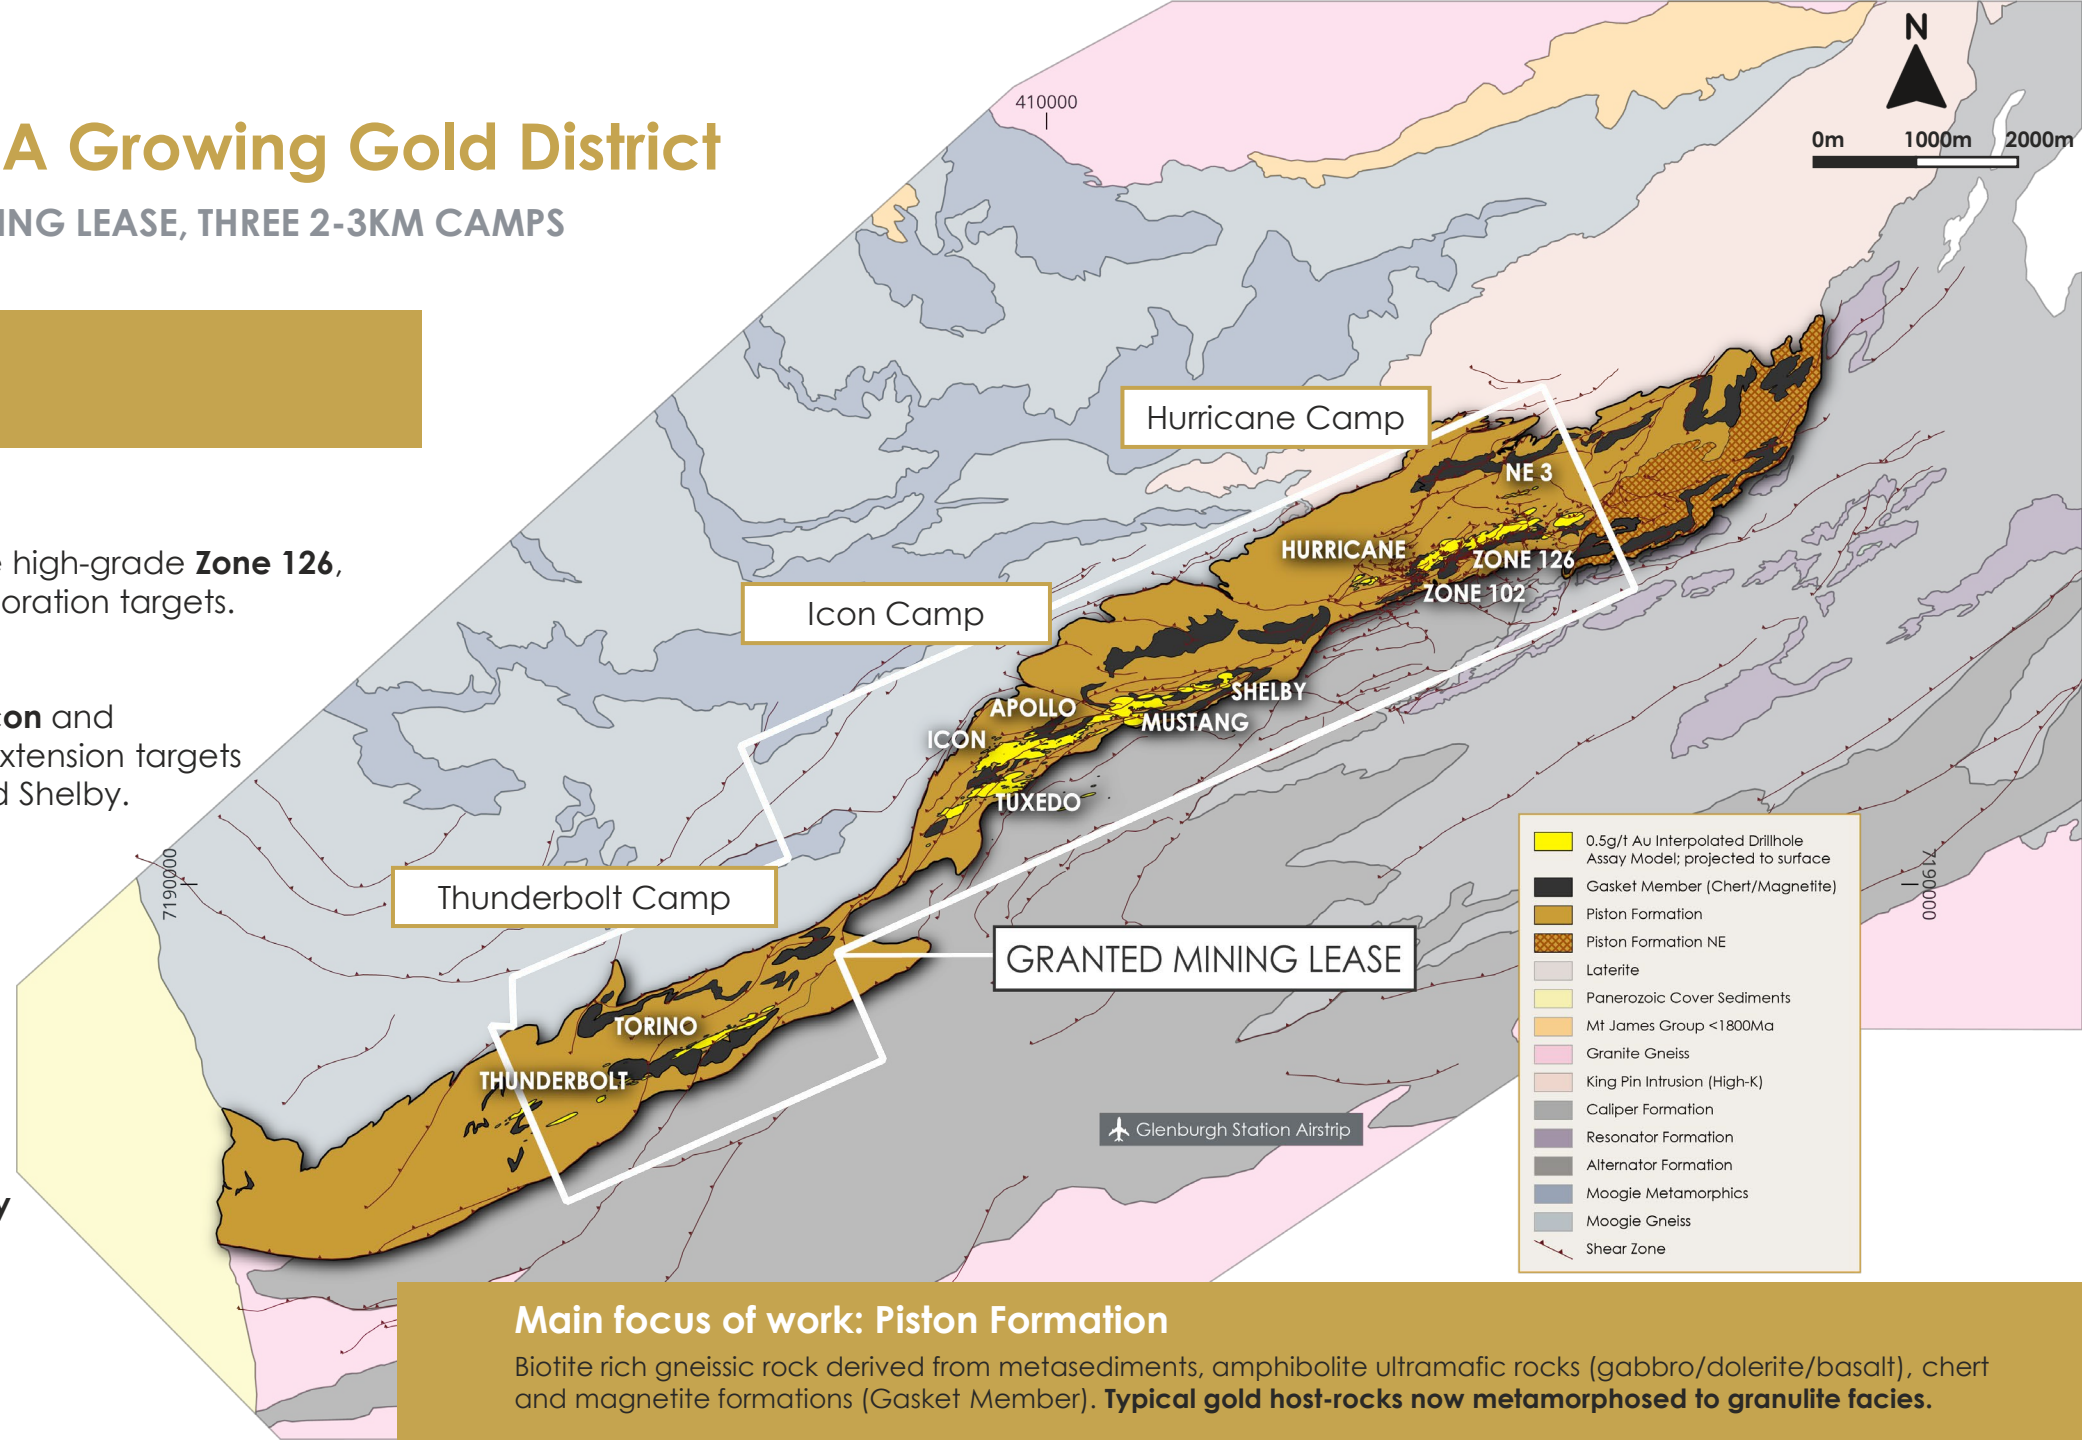 A Growing Gold District
ING LEASE, THREE 2-3KM CAMPS
high-grade Zone 126,
oration targets.
on and
xtension targets
d Shelby.
y
N
0m 1000m 2000m
410000
7190000
7190000
Hurricane Camp
Icon Camp
Thunderbolt Camp
GRANTED MINING LEASE
NE 3
HURRICANE
ZONE 126
ZONE 102
SHELBY
APOLLO
MUSTANG
ICON
TUXEDO
TORINO
THUNDERBOLT
Glenburgh Station Airstrip
0.5g/t Au Interpolated Drillhole
Assay Model; projected to surface
Gasket Member (Chert/Magnetite)
Piston Formation
Piston Formation NE
Laterite
Panerozoic Cover Sediments
Mt James Group <1800Ma
Granite Gneiss
King Pin Intrusion (High-K)
Caliper Formation
Resonator Formation
Alternator Formation
Moogie Metamorphics
Moogie Gneiss
Shear Zone
Main focus of work: Piston Formation
Biotite rich gneissic rock derived from metasediments, amphibolite ultramafic rocks (gabbro/dolerite/basalt), chert
and magnetite formations (Gasket Member). Typical gold host-rocks now metamorphosed to granulite facies.